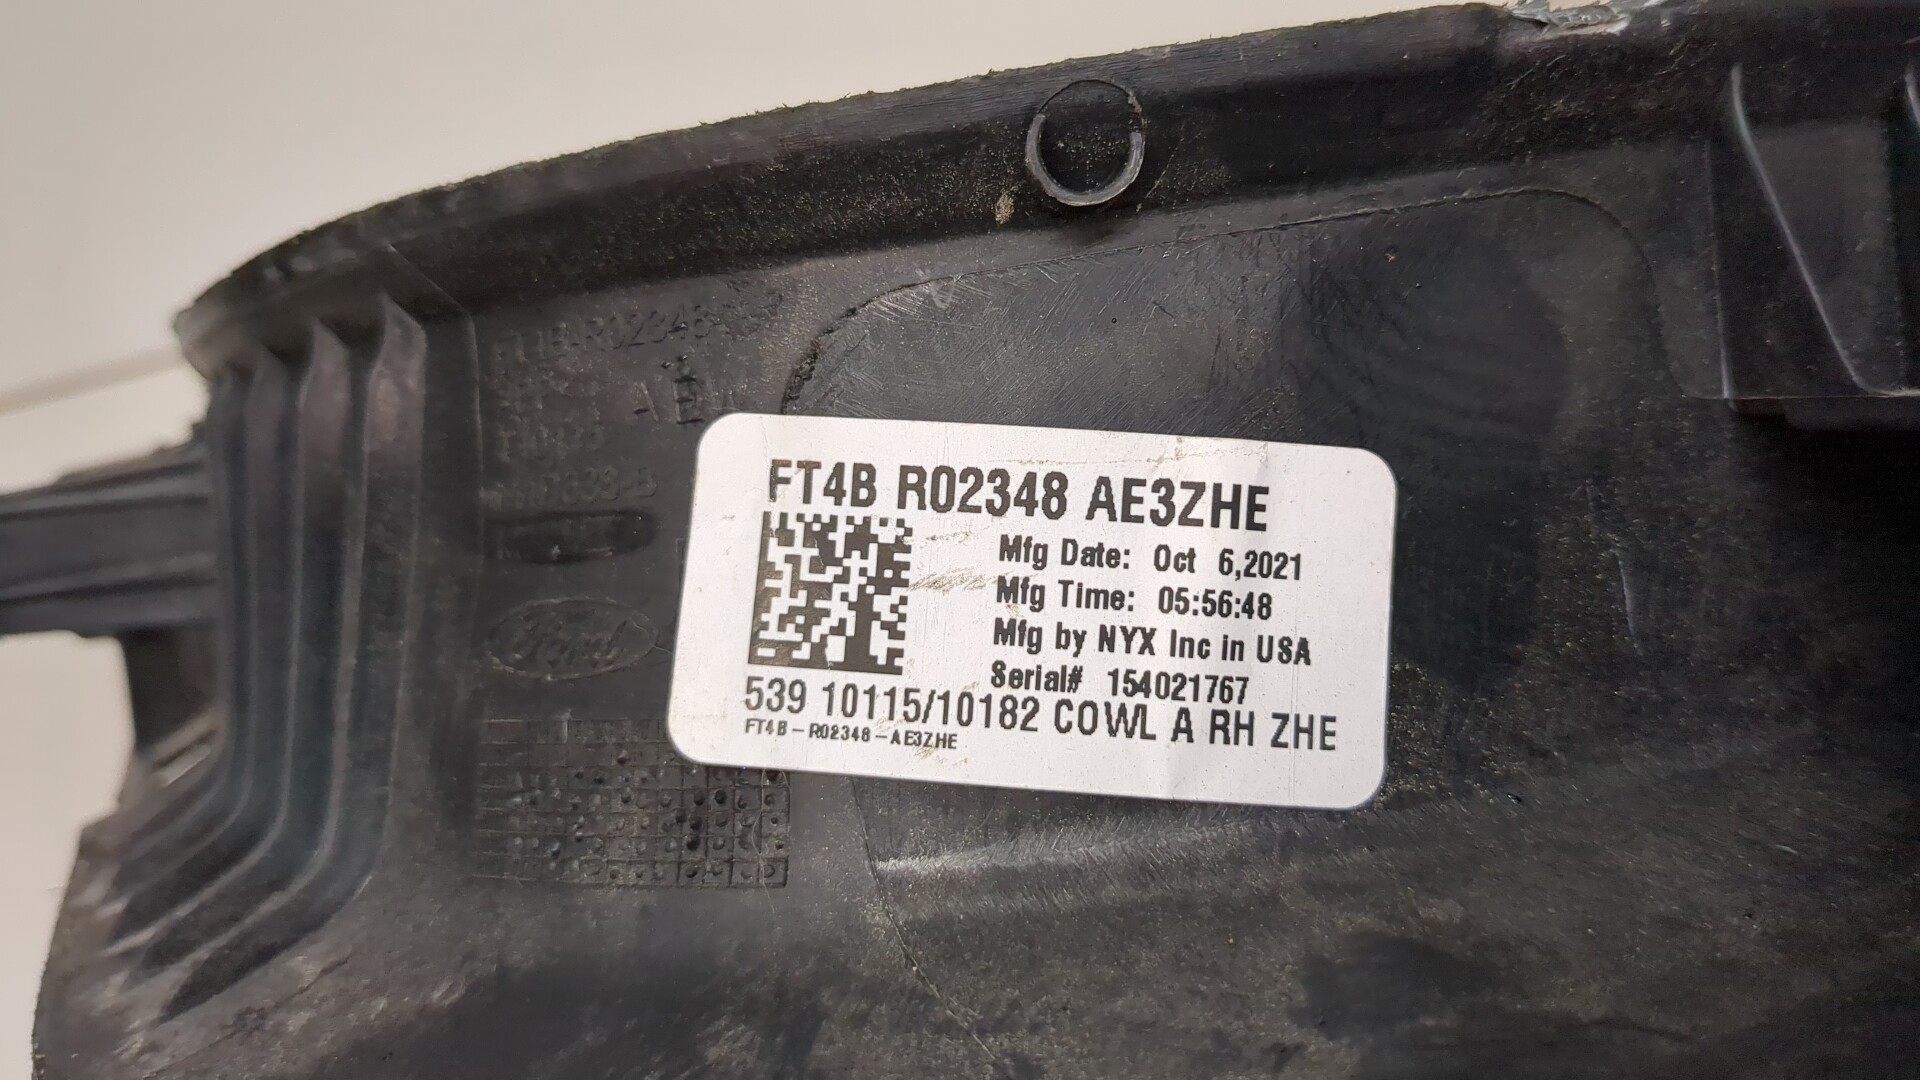 FT4B R02348 AE3ZHE
Mfg Date: Oct 6,2021
Mfg Time: 05:56:48
Mfg by NYX Inc in USA
Serial# 154021767
539 10115/10182 COWL A RH ZHE
FT4B-R02348-AE3ZHE
Ford